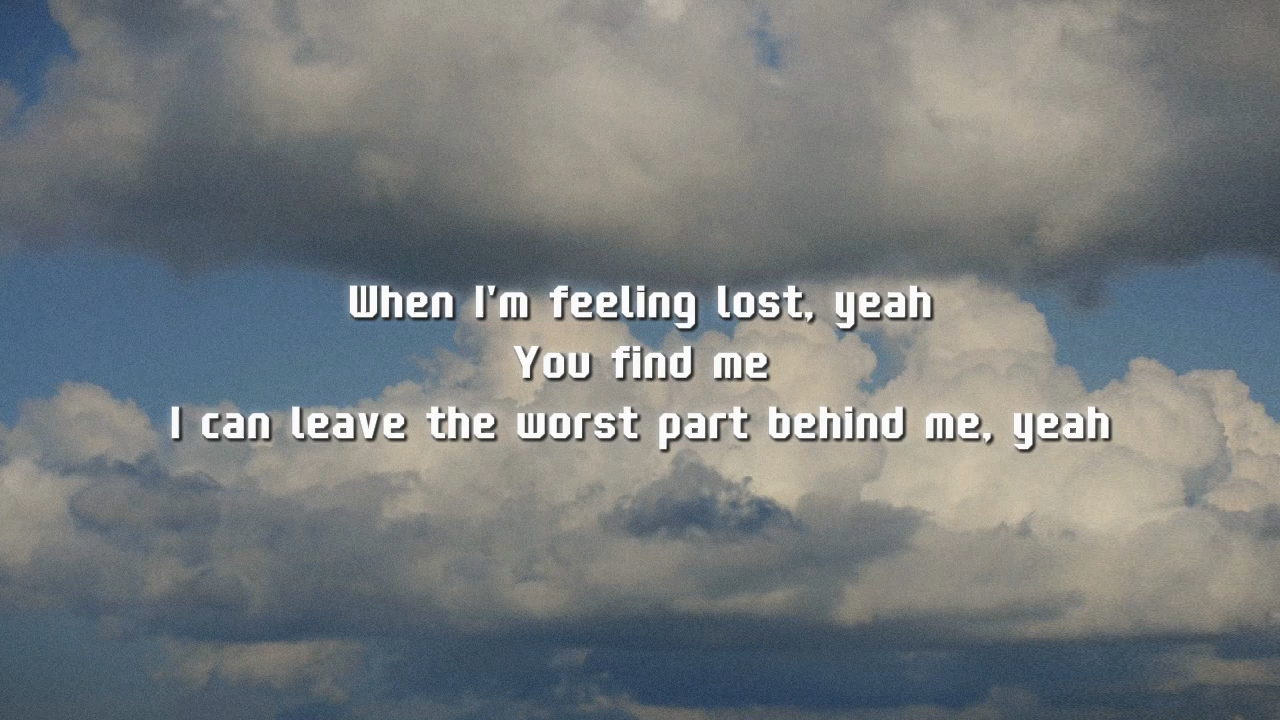 When I'm feeling lost, yeah
You find me
I can leave the worst part behind me, yeah